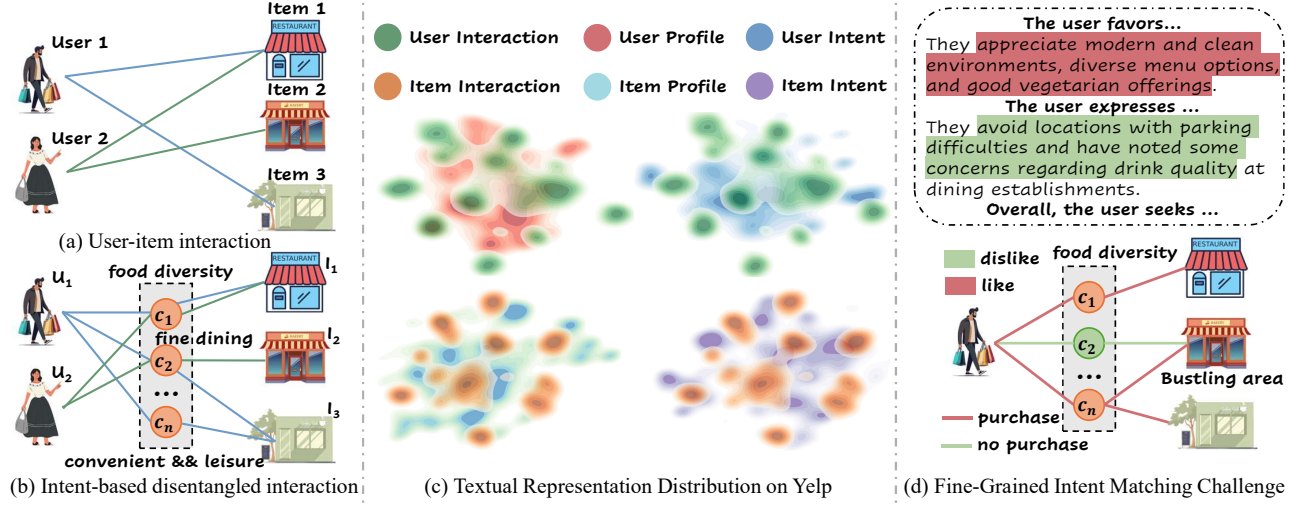 User 1
User 2
Item 1
RESTAURANT
Item 2
Item 3
(a) User-item interaction
u₁
u₂
food diversity
c₁
fine dining
c₂
...
cₙ
convenient && leisure
RESTAURANT
I₁
I₂
I₃
(b) Intent-based disentangled interaction
User Interaction
User Profile
User Intent
Item Interaction
Item Profile
Item Intent
(c) Textual Representation Distribution on Yelp
The user favors...
They appreciate modern and clean
environments, diverse menu options,
and good vegetarian offerings.
The user expresses ...
They avoid locations with parking
difficulties and have noted some
concerns regarding drink quality at
dining establishments.
Overall, the user seeks ...
dislike
like
food diversity
c₁
c₂
...
cₙ
RESTAURANT
Bustling area
purchase
no purchase
(d) Fine-Grained Intent Matching Challenge